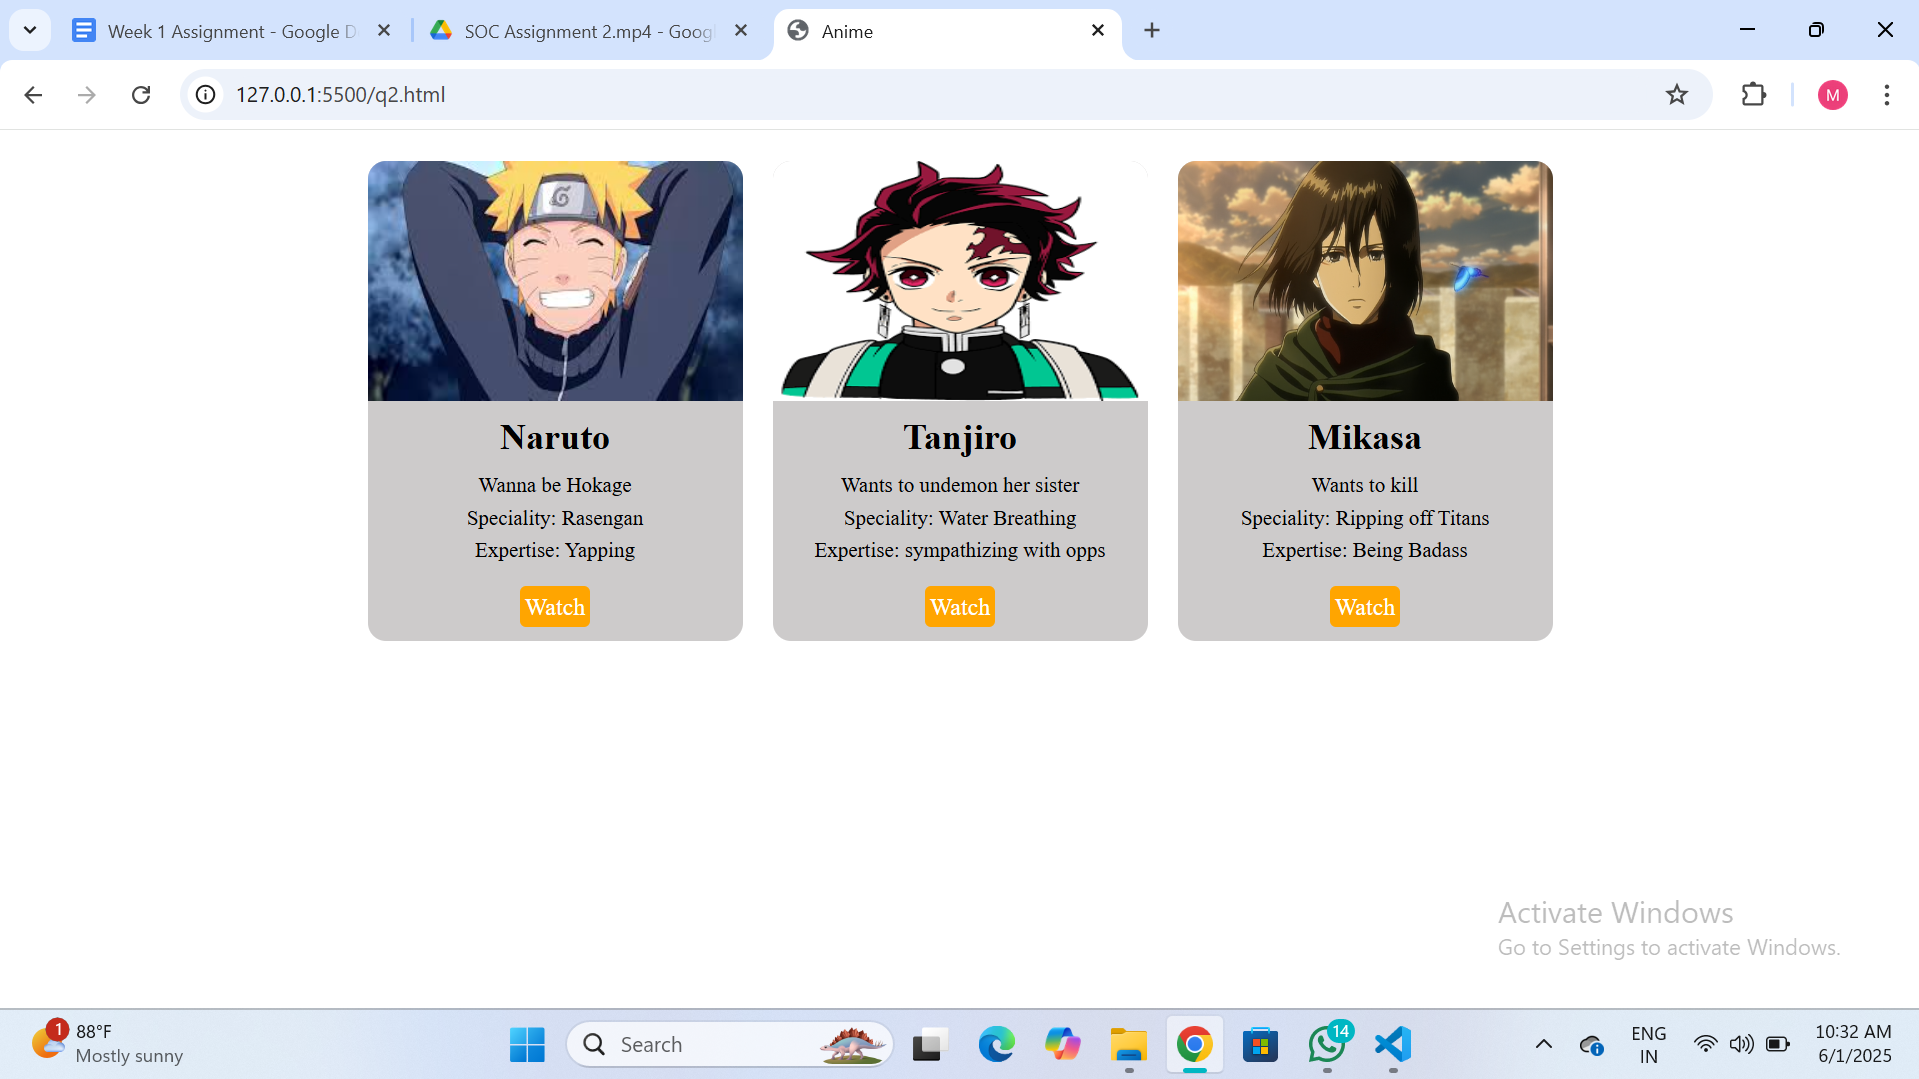 Week 1 Assignment - Google D
SOC Assignment 2.mp4 - Goog
Anime
127.0.0.1:5500/q2.html
M
Naruto
Wanna be Hokage
Speciality: Rasengan
Expertise: Yapping
Watch
Tanjiro
Wants to undemon her sister
Speciality: Water Breathing
Expertise: sympathizing with opps
Watch
Mikasa
Wants to kill
Speciality: Ripping off Titans
Expertise: Being Badass
Watch
Activate Windows
Go to Settings to activate Windows.
1
88°F
Mostly sunny
Search
14
ENG
IN
10:32 AM
6/1/2025